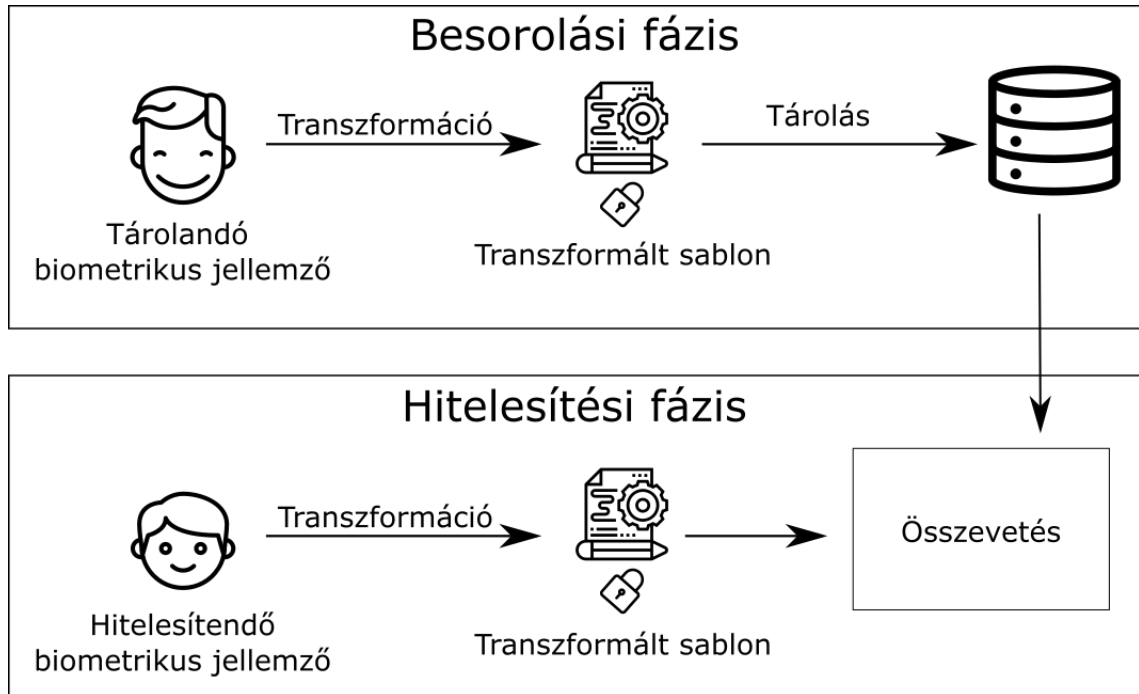 Besorolási fázis
Transzformáció
Tárolás
Tárolandó
biometrikus jellemző
Transzformált sablon
Hitelesítési fázis
Transzformáció
Összevetés
Hitelesítendő
biometrikus jellemző
Transzformált sablon